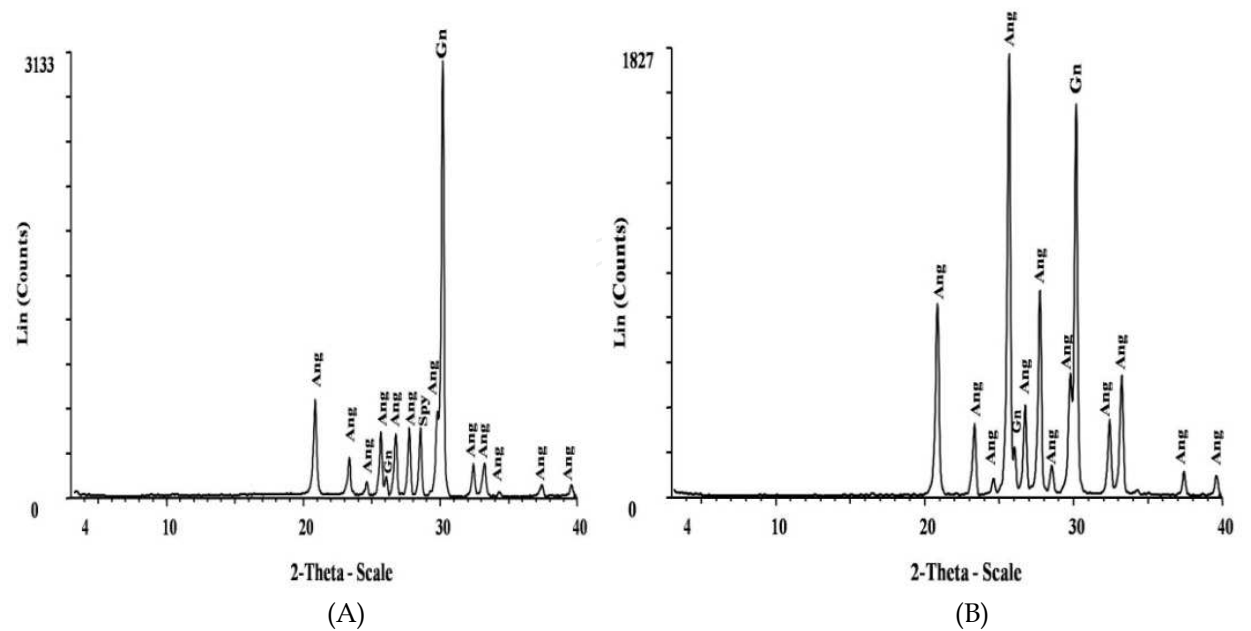 3133
Lin (Counts)
0
Ang
Ang
Ang
Ang
Gn
Ang
Ang
Spy
Ang
Gn
Ang
Ang
Ang
Ang
Ang
4
10
20
30
40
2-Theta - Scale
(A)
1827
Lin (Counts)
0
Ang
Ang
Ang
Ang
Gn
Ang
Ang
Ang
Ang
Gn
Ang
Ang
Ang
Ang
4
10
20
30
40
2-Theta - Scale
(B)